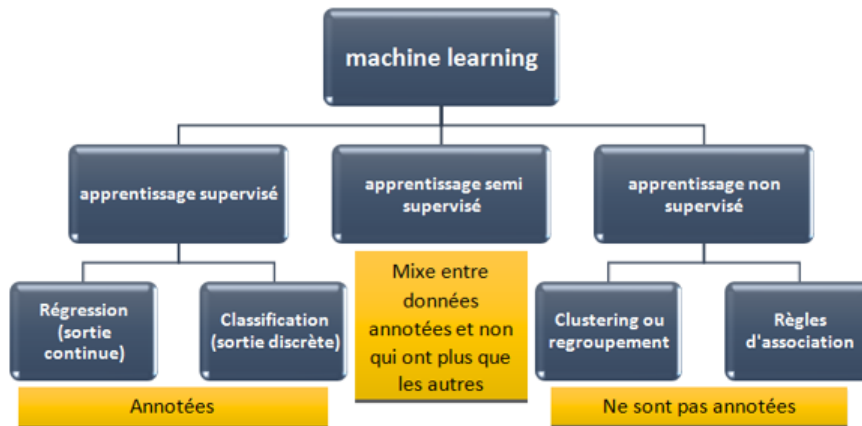 machine learning
apprentissage supervisé
apprentissage semi
supervisé
apprentissage non
supervisé
Régression
(sortie
continue)
Classification
(sortie discrète)
Mixe entre
données
annotées et non
qui ont plus que
les autres
Clustering ou
regroupement
Règles
d'association
Annotées
Ne sont pas annotées